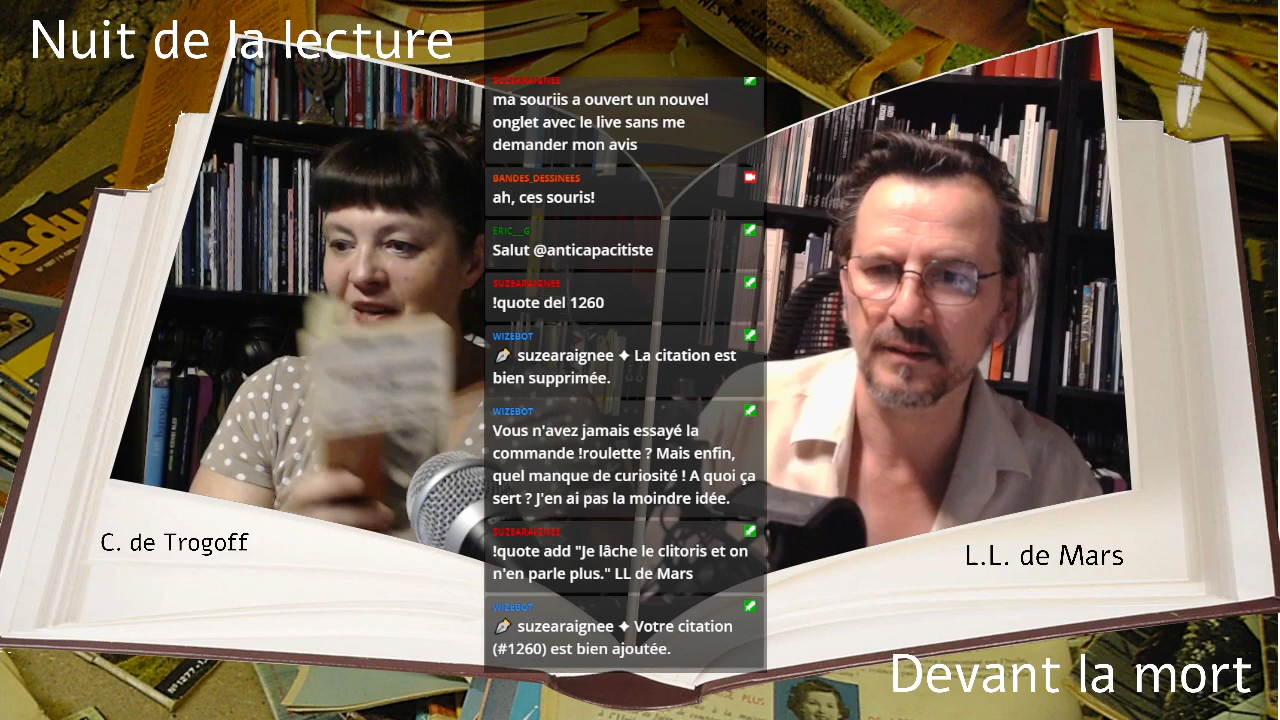 Nuit de la lecture
SUZEARAIGNEE
ma souriis a ouvert un nouvel
onglet avec le live sans me
demander mon avis
BANDES_DESSINEES
ah, ces souris!
ERIC__G
Salut @anticapacitiste
SUZEARAIGNEE
!quote del 1260
WIZEBOT
suzearaignee ✦ La citation est
bien supprimée.
WIZEBOT
Vous n'avez jamais essayé la
commande !roulette ? Mais enfin,
quel manque de curiosité ! A quoi ça
sert ? J'en ai pas la moindre idée.
SUZEARAIGNEE
!quote add "Je lâche le clitoris et on
n'en parle plus." LL de Mars
WIZEBOT
suzearaignee ✦ Votre citation
(#1260) est bien ajoutée.
C. de Trogoff
L.L. de Mars
Devant la mort